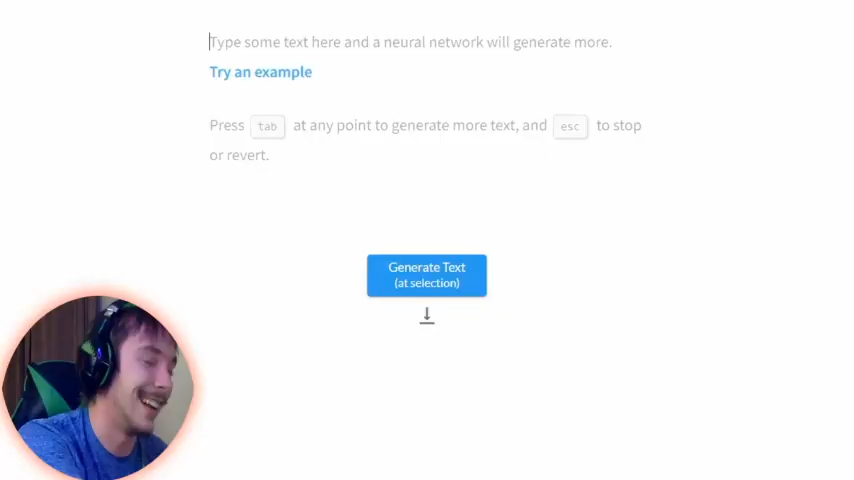 Type some text here and a neural network will generate more.
Try an example
Press tab at any point to generate more text, and esc to stop
or revert.
Generate Text
(at selection)